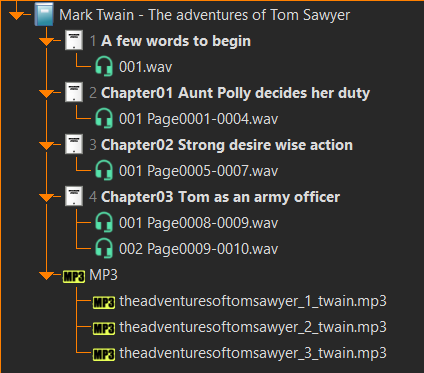 Mark Twain - The adventures of Tom Sawyer
1 A few words to begin
001.wav
2 Chapter01 Aunt Polly decides her duty
001 Page0001-0004.wav
3 Chapter02 Strong desire wise action
001 Page0005-0007.wav
4 Chapter03 Tom as an army officer
001 Page0008-0009.wav
002 Page0009-0010.wav
MP3 MP3
MP3 theadventuresoftomsawyer_1_twain.mp3
MP3 theadventuresoftomsawyer_2_twain.mp3
MP3 theadventuresoftomsawyer_3_twain.mp3